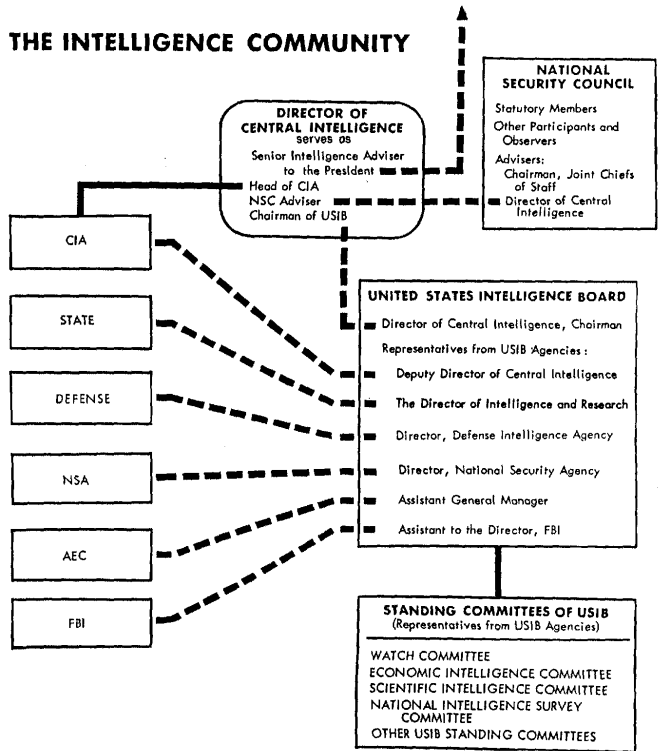 THE INTELLIGENCE COMMUNITY
DIRECTOR OF
CENTRAL INTELLIGENCE
serves as
Senior Intelligence Adviser
to the President
Head of CIA
NSC Adviser
Chairman of USIB
NATIONAL
SECURITY COUNCIL
Statutory Members
Other Participants and
Observers
Advisers:
Chairman, Joint Chiefs
of Staff
Director of Central
Intelligence
CIA
STATE
DEFENSE
NSA
AEC
FBI
UNITED STATES INTELLIGENCE BOARD
Director of Central Intelligence, Chairman
Representatives from USIB Agencies:
Deputy Director of Central Intelligence
The Director of Intelligence and Research
Director, Defense Intelligence Agency
Director, National Security Agency
Assistant General Manager
Assistant to the Director, FBI
STANDING COMMITTEES OF USIB
(Representatives from USIB Agencies)
WATCH COMMITTEE
ECONOMIC INTELLIGENCE COMMITTEE
SCIENTIFIC INTELLIGENCE COMMITTEE
NATIONAL INTELLIGENCE SURVEY
COMMITTEE
OTHER USIB STANDING COMMITTEES